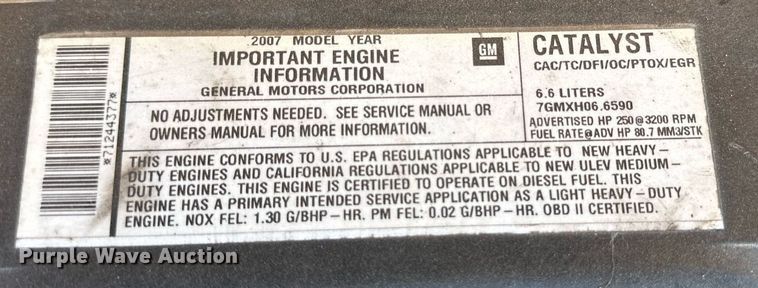 *71244377*
2007 MODEL YEAR
IMPORTANT ENGINE
INFORMATION
GENERAL MOTORS CORPORATION
GM
NO ADJUSTMENTS NEEDED. SEE SERVICE MANUAL OR
OWNERS MANUAL FOR MORE INFORMATION.
CATALYST
CAC/TC/DFI/OC/PTOX/EGR
6.6 LITERS
7GMXH06.6590
ADVERTISED HP 250@3200 RPM
FUEL RATE@ADV HP 80.7 MM3/STK
THIS ENGINE CONFORMS TO U.S. EPA REGULATIONS APPLICABLE TO NEW HEAVY-
DUTY ENGINES AND CALIFORNIA REGULATIONS APPLICABLE TO NEW ULEV MEDIUM-
DUTY ENGINES. THIS ENGINE IS CERTIFIED TO OPERATE ON DIESEL FUEL. THIS
ENGINE HAS A PRIMARY INTENDED SERVICE APPLICATION AS A LIGHT HEAVY-DUTY
ENGINE. NOX FEL: 1.30 G/BHP-HR. PM FEL: 0.02 G/BHP-HR. OBD II CERTIFIED.
Purple Wave Auction